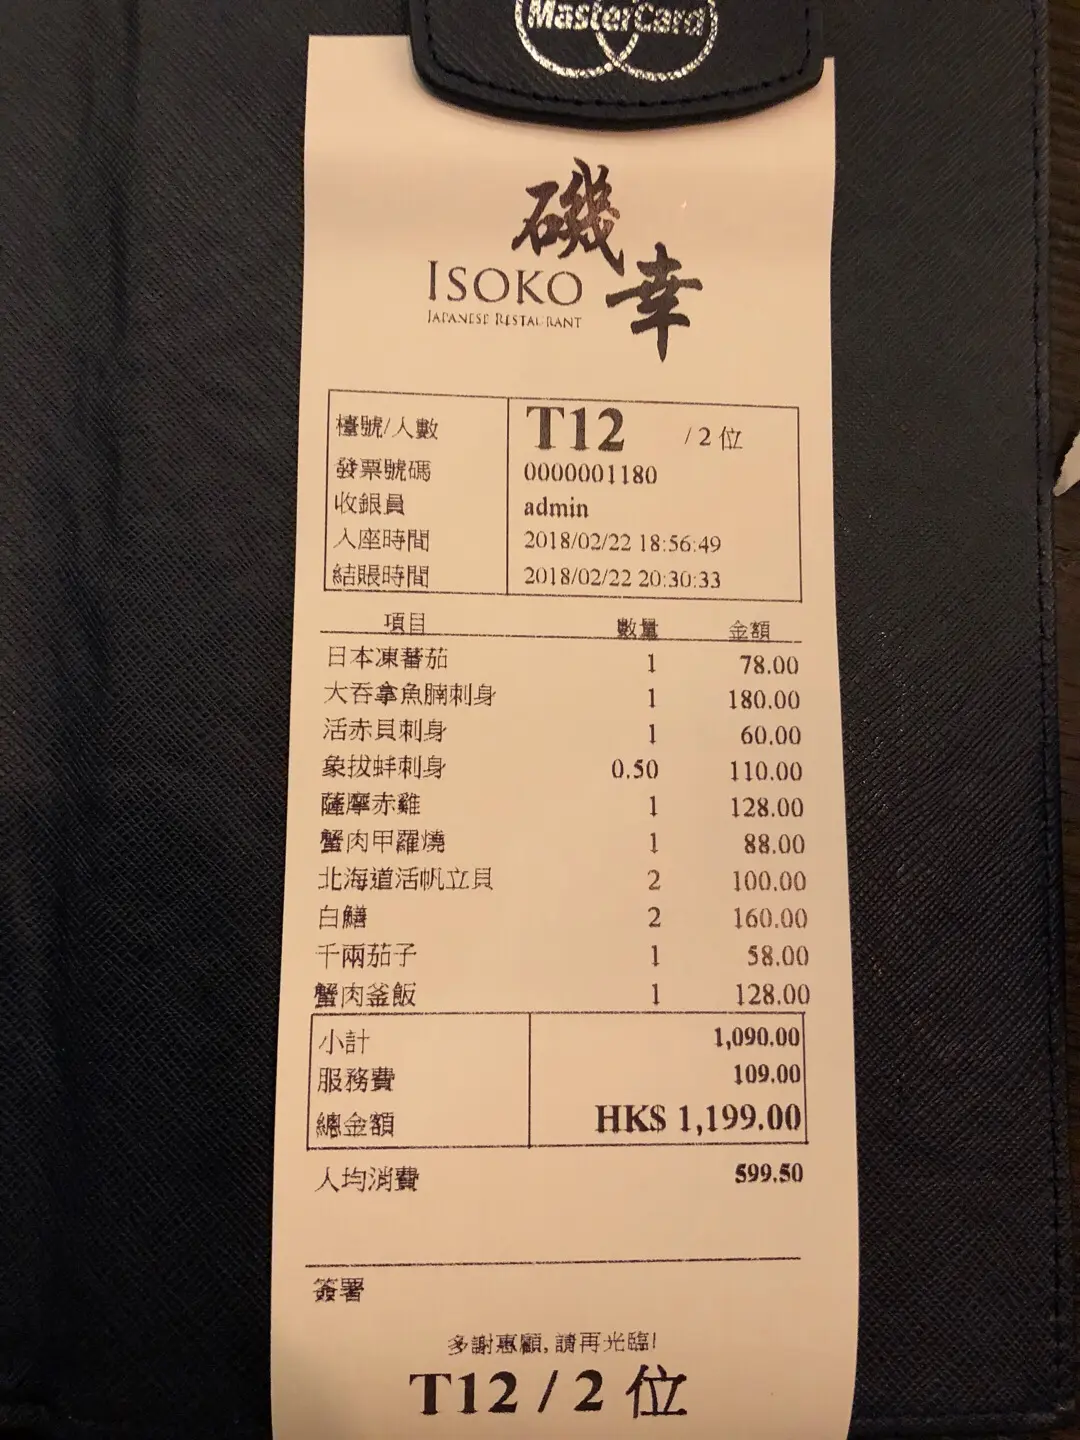 MasterCard
磯幸
ISOKO
JAPANESE RESTAURANT
檯號/人數 T12 / 2 位
發票號碼 0000001180
收銀員 admin
入座時間 2018/02/22 18:56:49
結賬時間 2018/02/22 20:30:33
項目 數量 金額
日本凍蕃茄 1 78.00
大吞拿魚腩刺身 1 180.00
活赤貝刺身 1 60.00
象拔蚌刺身 0.50 110.00
薩摩赤雞 1 128.00
蟹肉甲羅燒 1 88.00
北海道活帆立貝 2 100.00
白鱔 2 160.00
千兩茄子 1 58.00
蟹肉釜飯 1 128.00
小計 1,090.00
服務費 109.00
總金額 HK$ 1,199.00
人均消費 599.50
簽署
多謝惠顧, 請再光臨!
T12 / 2 位